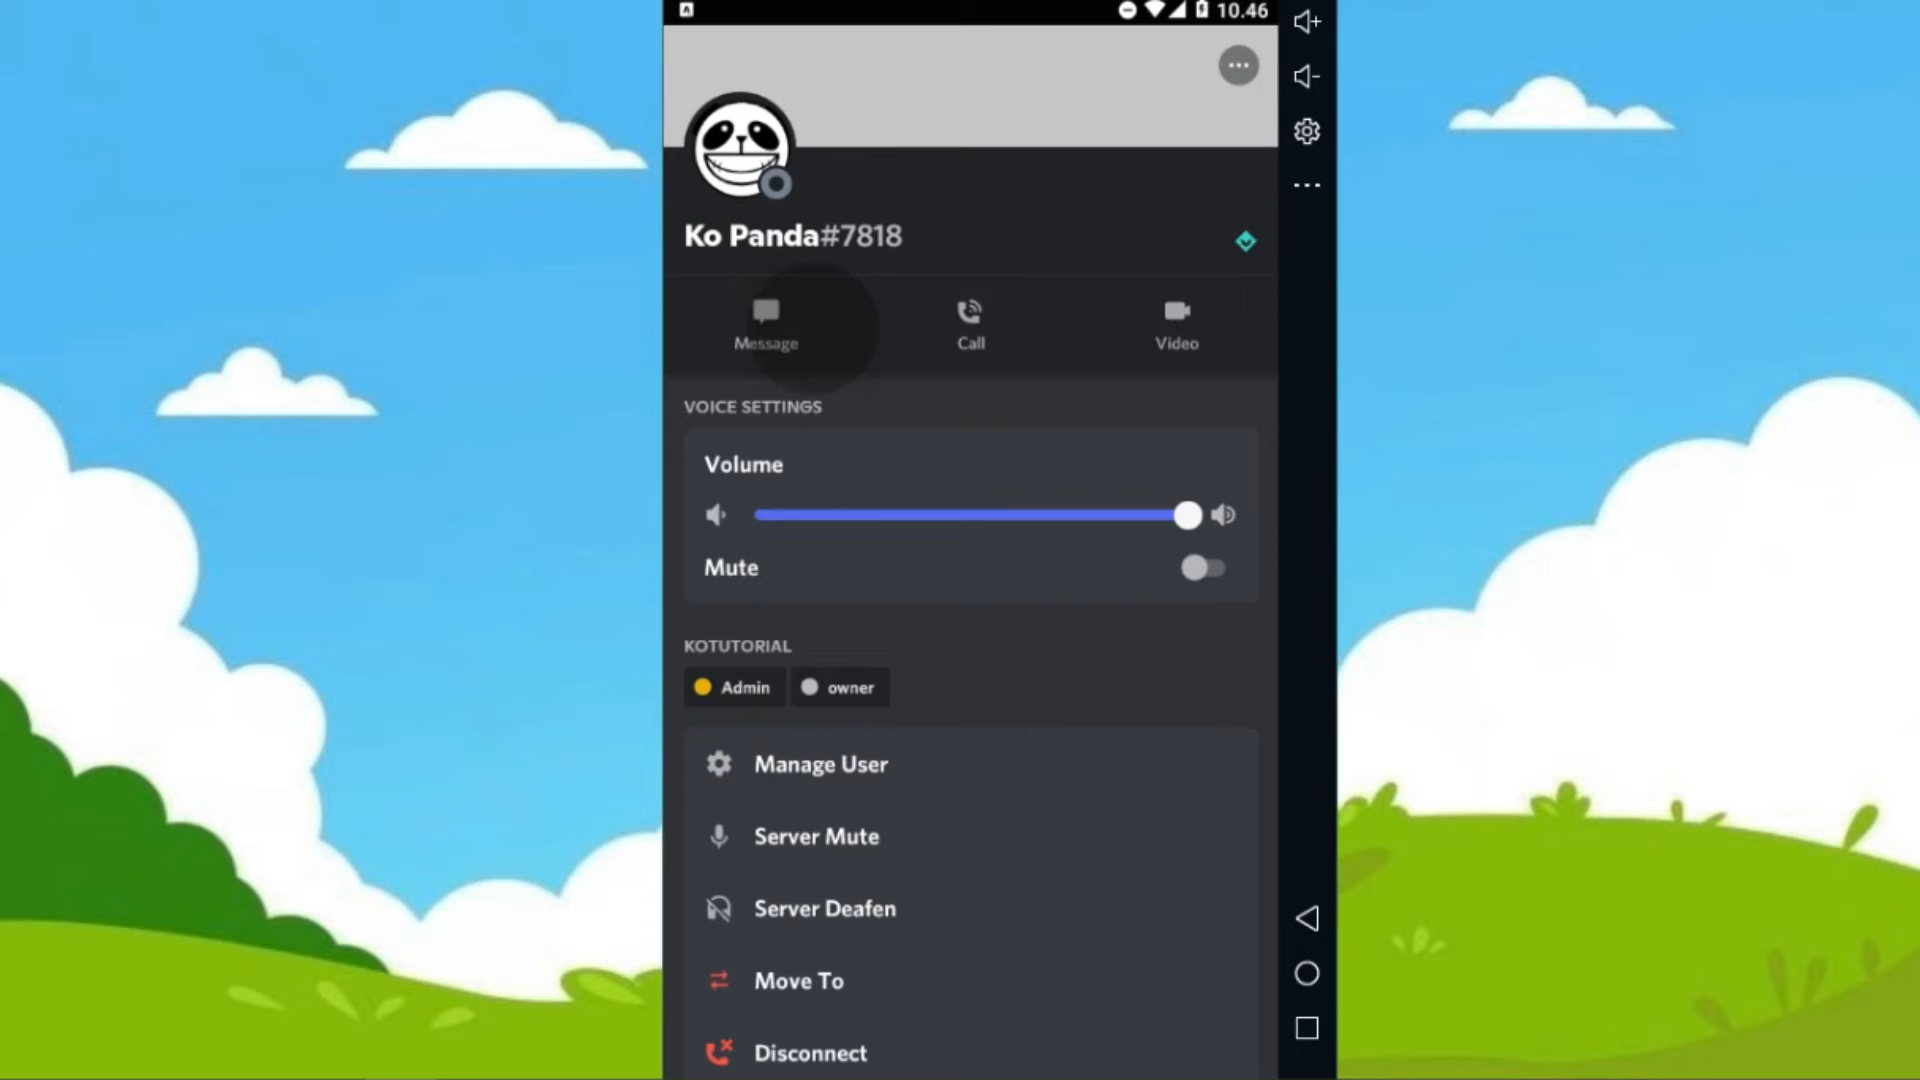 10.46
Ko Panda#7818
Message
Call
Video
VOICE SETTINGS
Volume
Mute
KOTUTORIAL
Admin
owner
Manage User
Server Mute
Server Deafen
Move To
Disconnect